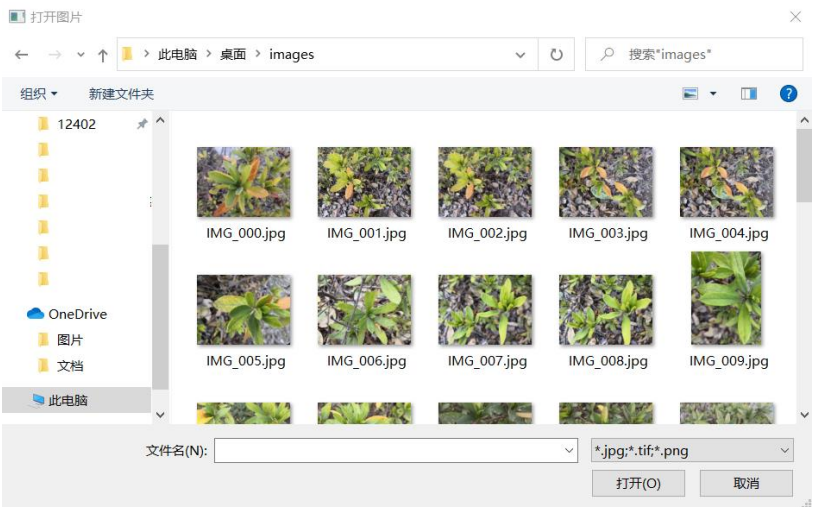 打开图片
此电脑 > 桌面 > images
搜索"images"
组织
新建文件夹
12402
OneDrive
图片
文档
此电脑
IMG_000.jpg
IMG_001.jpg
IMG_002.jpg
IMG_003.jpg
IMG_004.jpg
IMG_005.jpg
IMG_006.jpg
IMG_007.jpg
IMG_008.jpg
IMG_009.jpg
文件名(N):
*.jpg;*.tif;*.png
打开(O)
取消